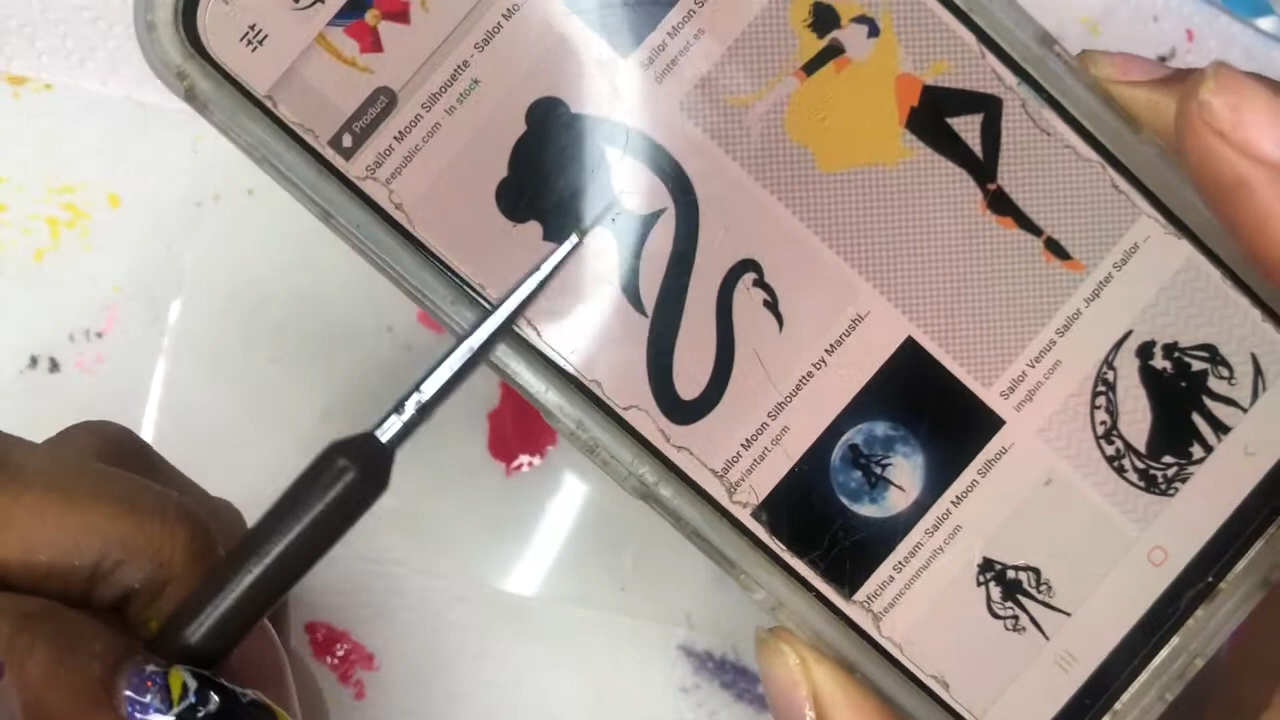 Product
Sailor Moon Silhouette-- Sailor Mo...
eepublic.com · In stock
Sailor Moon S
pinterest.es
Sailor Moon Silhouette by Marushi...
deviantart.com
Sailor Venus Sailor Jupiter Sailor ...
imgbin.com
Oficina Steam::Sailor Moon Silhou...
steamcommunity.com